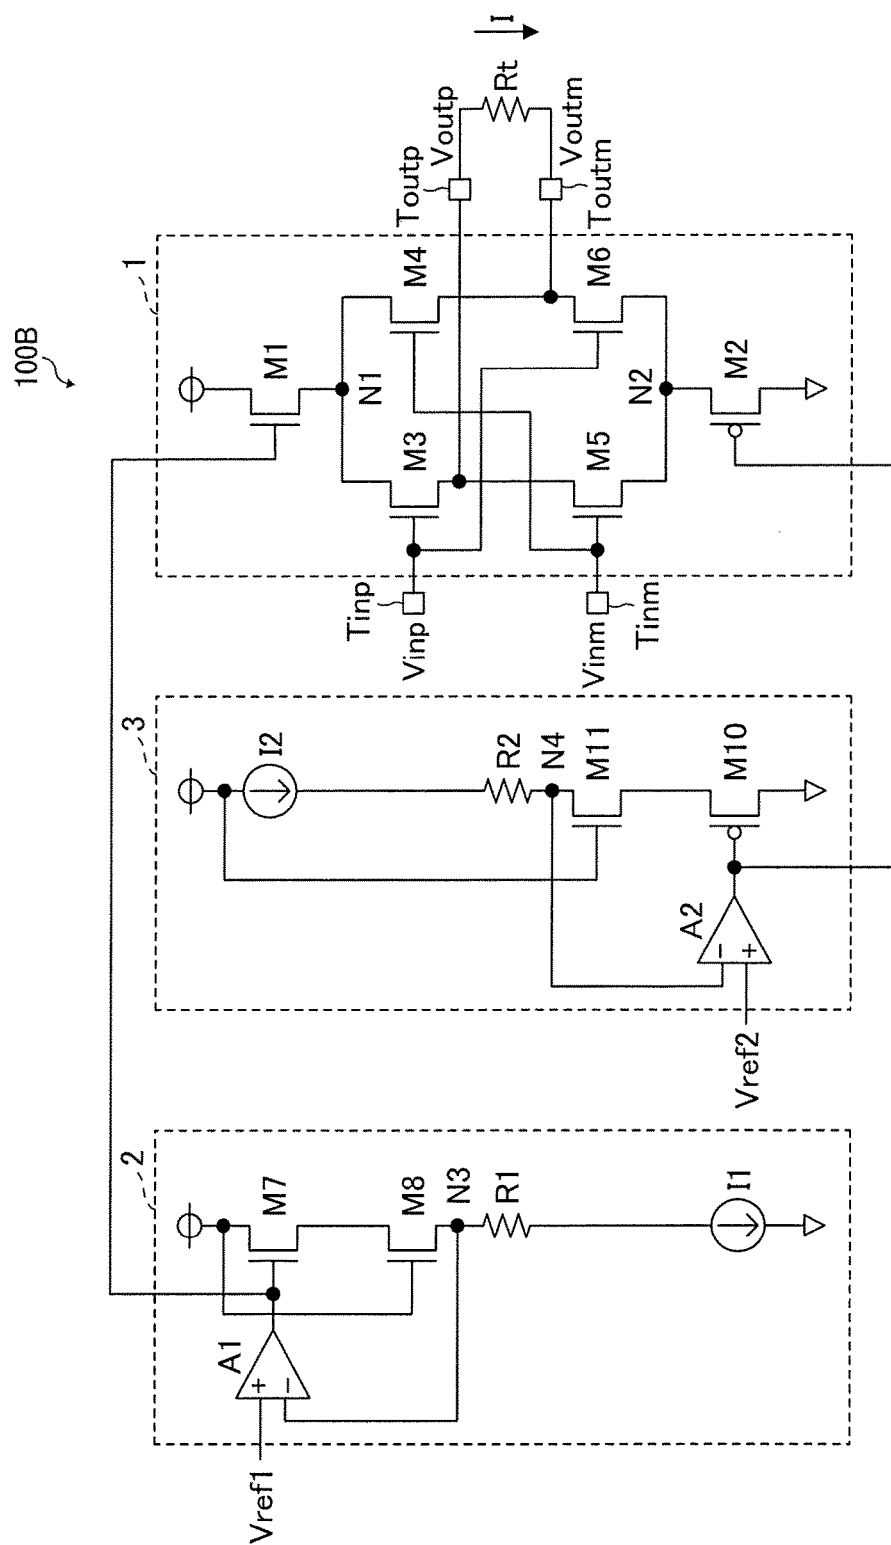 100B
1
M1
N1
M3
M4
Toutp
Voutp
Rt
I
Voutm
Toutm
M5
M6
N2
M2
Tinp
Vinp
Vinm
Tinm
3
I2
R2
N4
M11
M10
A2
−
+
Vref2
2
M7
M8
N3
R1
I1
A1
+
−
Vref1